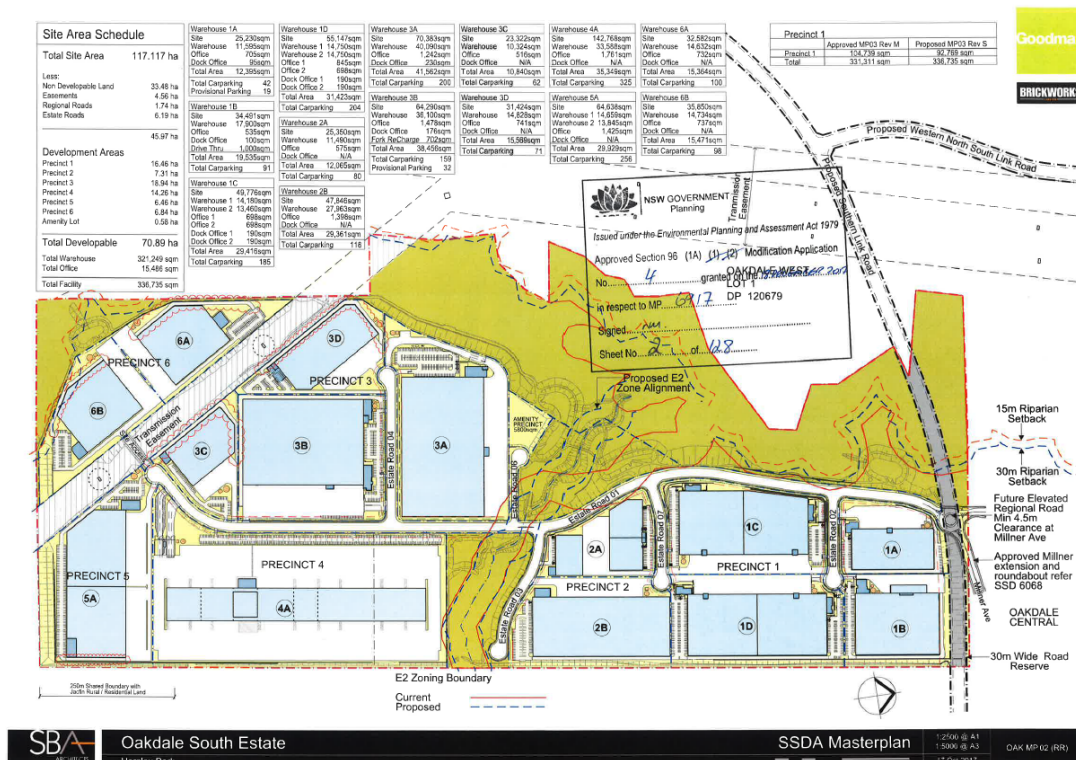 Site Area Schedule
Total Site Area 117.117 ha
Less:
Non Developable Land 33.48 ha
Easements 4.56 ha
Regional Roads 1.74 ha
Estate Roads 6.19 ha
45.97 ha
Development Areas
Precinct 1 16.46 ha
Precinct 2 7.31 ha
Precinct 3 18.94 ha
Precinct 4 14.26 ha
Precinct 5 6.46 ha
Precinct 6 6.84 ha
Amenity Lot 0.58 ha
Total Developable 70.89 ha
Total Warehouse 321,249 sqm
Total Office 15,486 sqm
Total Facility 336,735 sqm
Warehouse 1A
Site 25,230sqm
Warehouse 11,595sqm
Office 705sqm
Dock Office 95sqm
Total Area 12,395sqm
Total Carparking 42
Provisional Parking 19
Warehouse 1B
Site 34,491sqm
Warehouse 17,900sqm
Office 535sqm
Dock Office 100sqm
Drive Thru 1,000sqm
Total Area 19,535sqm
Total Carparking 91
Warehouse 1C
Site 49,776sqm
Warehouse 1 14,180sqm
Warehouse 2 13,460sqm
Office 1 698sqm
Office 2 698sqm
Dock Office 1 190sqm
Dock Office 2 190sqm
Total Area 29,416sqm
Total Carparking 185
Warehouse 1D
Site 55,147sqm
Warehouse 1 14,750sqm
Warehouse 2 14,750sqm
Office 1 845sqm
Office 2 698sqm
Dock Office 1 190sqm
Dock Office 2 190sqm
Total Area 31,423sqm
Total Carparking 204
Warehouse 2A
Site 26,360sqm
Warehouse 11,490sqm
Office 575sqm
Dock Office N/A
Total Area 12,065sqm
Total Carparking 80
Warehouse 2B
Site 47,846sqm
Warehouse 27,963sqm
Office 1,398sqm
Dock Office N/A
Total Area 29,361sqm
Total Carparking 118
Warehouse 3A
Site 70,383sqm
Warehouse 40,090sqm
Office 1,242sqm
Dock Office 230sqm
Total Area 41,562sqm
Total Carparking 200
Warehouse 3B
Site 64,290sqm
Warehouse 36,100sqm
Office 1,478sqm
Dock Office 176sqm
Fork ReCharge 702sqm
Total Area 38,456sqm
Total Carparking 159
Provisional Parking 32
Warehouse 3C
Site 23,322sqm
Warehouse 10,324sqm
Office 516sqm
Dock Office N/A
Total Area 10,840sqm
Total Carparking 62
Warehouse 3D
Site 31,424sqm
Warehouse 14,828sqm
Office 741sqm
Dock Office N/A
Total Area 15,569sqm
Total Carparking 71
Warehouse 4A
Site 142,768sqm
Warehouse 33,588sqm
Office 1,761sqm
Dock Office N/A
Total Area 35,349sqm
Total Carparking 325
Warehouse 5A
Site 64,638sqm
Warehouse 1 14,659sqm
Warehouse 2 13,845sqm
Office 1,425sqm
Dock Office N/A
Total Area 29,929sqm
Total Carparking 256
Warehouse 6A
Site 32,582sqm
Warehouse 14,632sqm
Office 732sqm
Dock Office N/A
Total Area 15,364sqm
Total Carparking 100
Warehouse 6B
Site 35,850sqm
Warehouse 14,734sqm
Office 737sqm
Dock Office N/A
Total Area 15,471sqm
Total Carparking 98
Precinct 1
Approved MP03 Rev M Proposed MP03 Rev S
Precinct 1 104,739 sqm 92,769 sqm
Total 331,311 sqm 336,735 sqm
Goodma
BRICKWORKS
Proposed Western North South Link Road
Proposed Southern Link Road
Tranmission
Easement
NSW GOVERNMENT
Planning
Issued under the Environmental Planning and Assessment Act 1979
Approved Section 96 (1A) (1) (2) Modification Application
No. 4 granted on the
OAKDALE WEST
LOT 1
DP 120679
in respect to MP 6917
Signed
Sheet No. 2 of 128
PRECINCT 6
6A
6B
Transmission
Easement
3D
PRECINCT 3
3C
3B
3A
Estate Road 04
AMENITY
PRECINCT
5800sqm
Estate Road 06
Proposed E2
Zone Alignment
Estate Road 01
PRECINCT 5
5A
PRECINCT 4
4A
Estate Road 03
2A
PRECINCT 2
2B
Estate Road 07
1C
PRECINCT 1
1D
Estate Road 02
1A
1B
15m Riparian
Setback
30m Riparian
Setback
Future Elevated
Regional Road
Min 4.5m
Clearance at
Millner Ave
Approved Millner
extension and
roundabout refer
SSD 6068
Milner Ave
OAKDALE
CENTRAL
30m Wide Road
Reserve
250m Shared Boundary with
Jacfin Rural / Residential Land
E2 Zoning Boundary
Current
Proposed
SBA
ARCHITECTS
Oakdale South Estate
SSDA Masterplan
1:2500 @ A1
1:5000 @ A3
OAK MP 02 (RR)